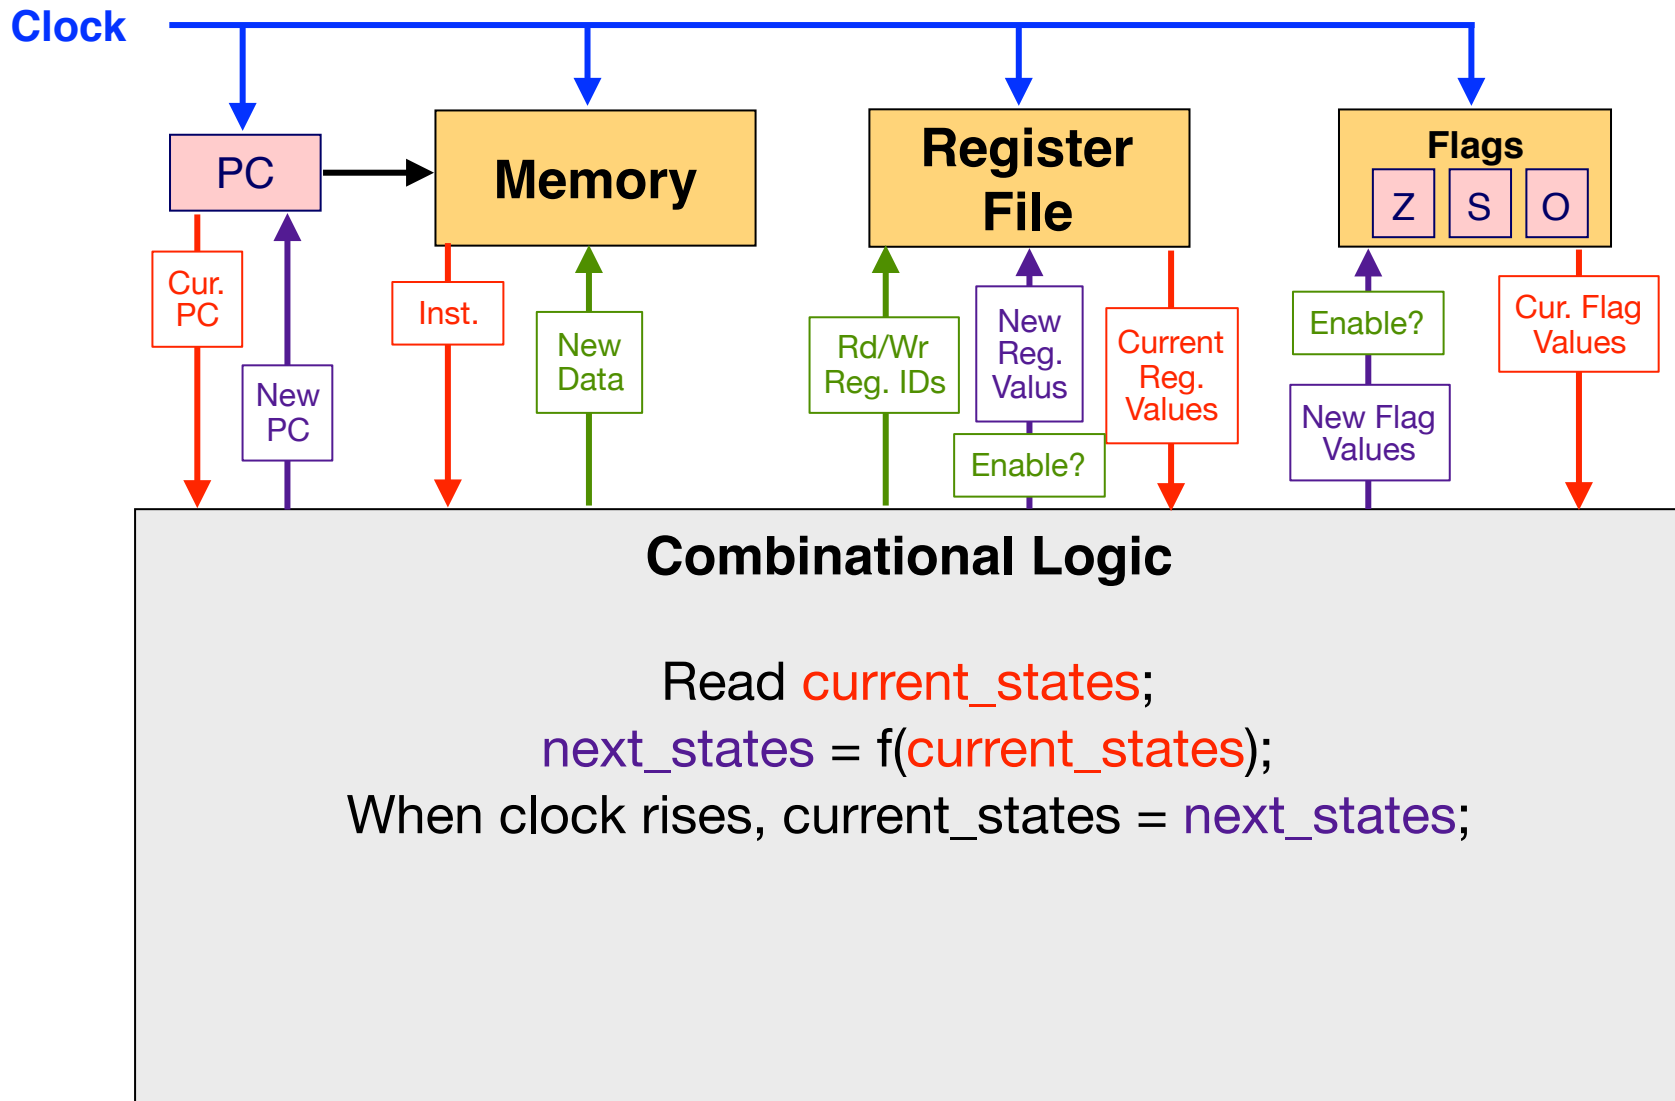 Clock
PC
Memory
Register
File
Flags
Z S O
Cur.
PC
New
PC
Inst.
New
Data
Rd/Wr
Reg. IDs
New
Reg.
Valus
Enable?
Current
Reg.
Values
Enable?
New Flag
Values
Cur. Flag
Values
Combinational Logic
Read current_states;
next_states = f(current_states);
When clock rises, current_states = next_states;